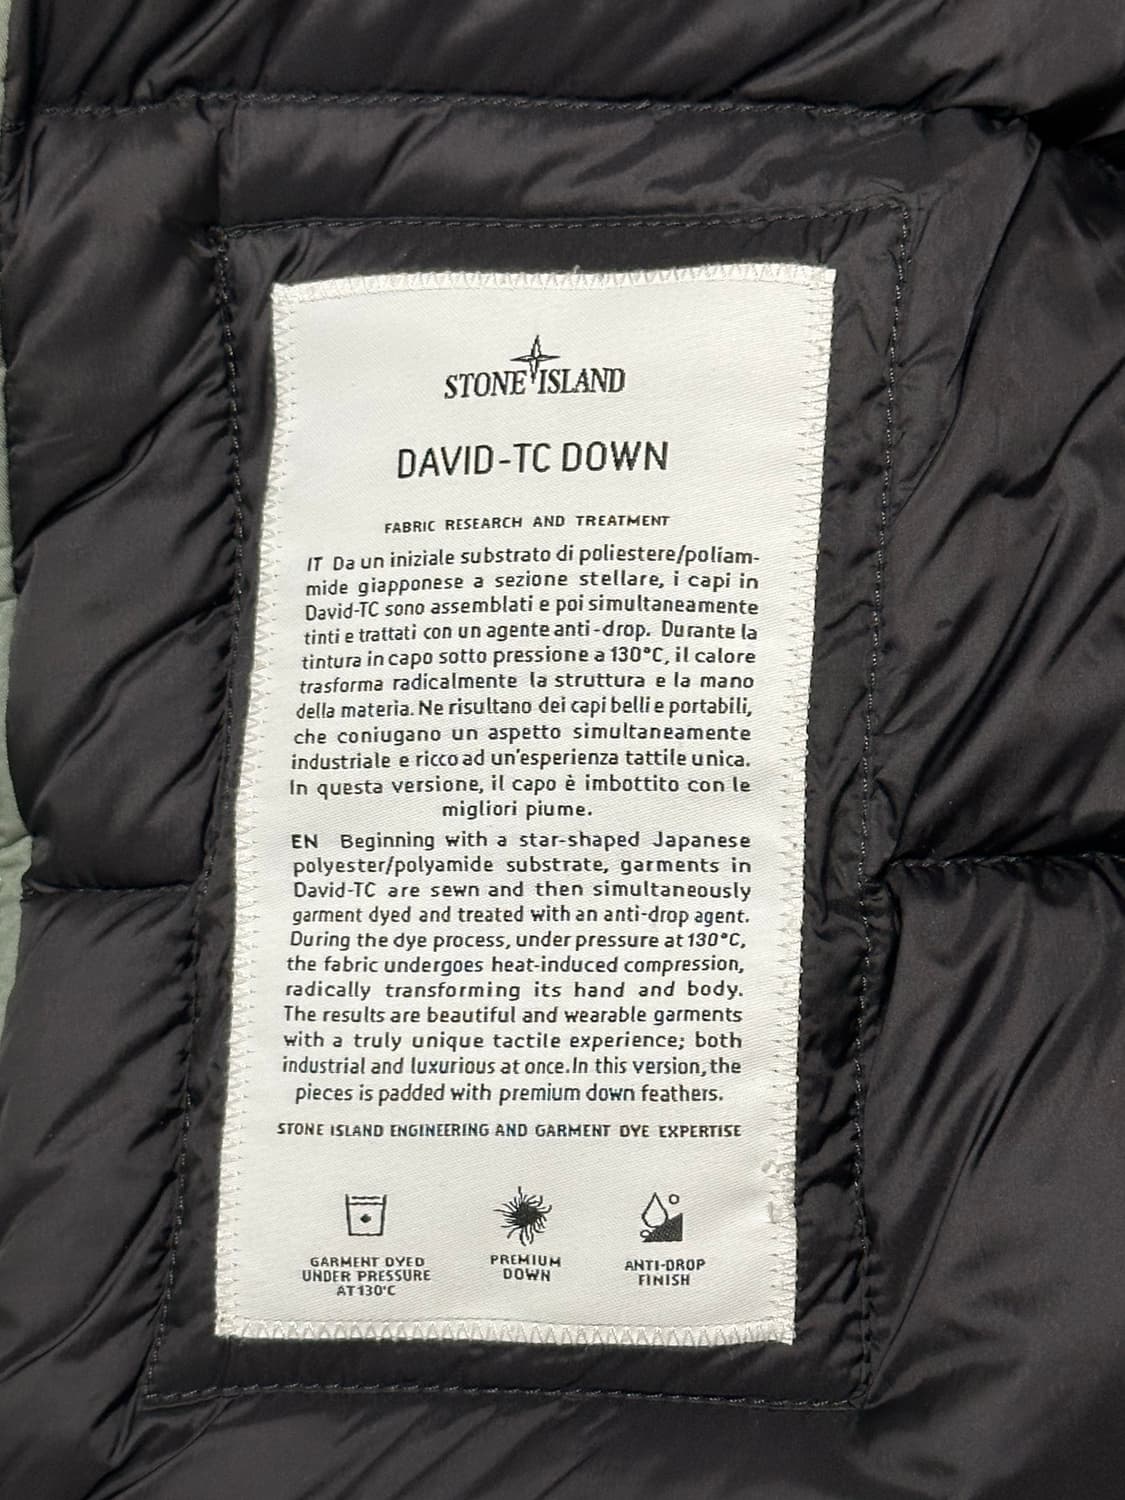 STONE ISLAND
DAVID-TC DOWN
FABRIC RESEARCH AND TREATMENT
IT Da un iniziale substrato di poliestere/poliam-
mide giapponese a sezione stellare, i capi in
David-TC sono assemblati e poi simultaneamente
tinti e trattati con un agente anti-drop. Durante la
tintura in capo sotto pressione a 130°C, il calore
trasforma radicalmente la struttura e la mano
della materia. Ne risultano dei capi belli e portabili,
che coniugano un aspetto simultaneamente
industriale e ricco ad un'esperienza tattile unica.
In questa versione, il capo è imbottito con le
migliori piume.
EN Beginning with a star-shaped Japanese
polyester/polyamide substrate, garments in
David-TC are sewn and then simultaneously
garment dyed and treated with an anti-drop agent.
During the dye process, under pressure at 130°C,
the fabric undergoes heat-induced compression,
radically transforming its hand and body.
The results are beautiful and wearable garments
with a truly unique tactile experience; both
industrial and luxurious at once. In this version, the
pieces is padded with premium down feathers.
STONE ISLAND ENGINEERING AND GARMENT DYE EXPERTISE
GARMENT DYED
UNDER PRESSURE
AT 130°C
PREMIUM
DOWN
ANTI-DROP
FINISH